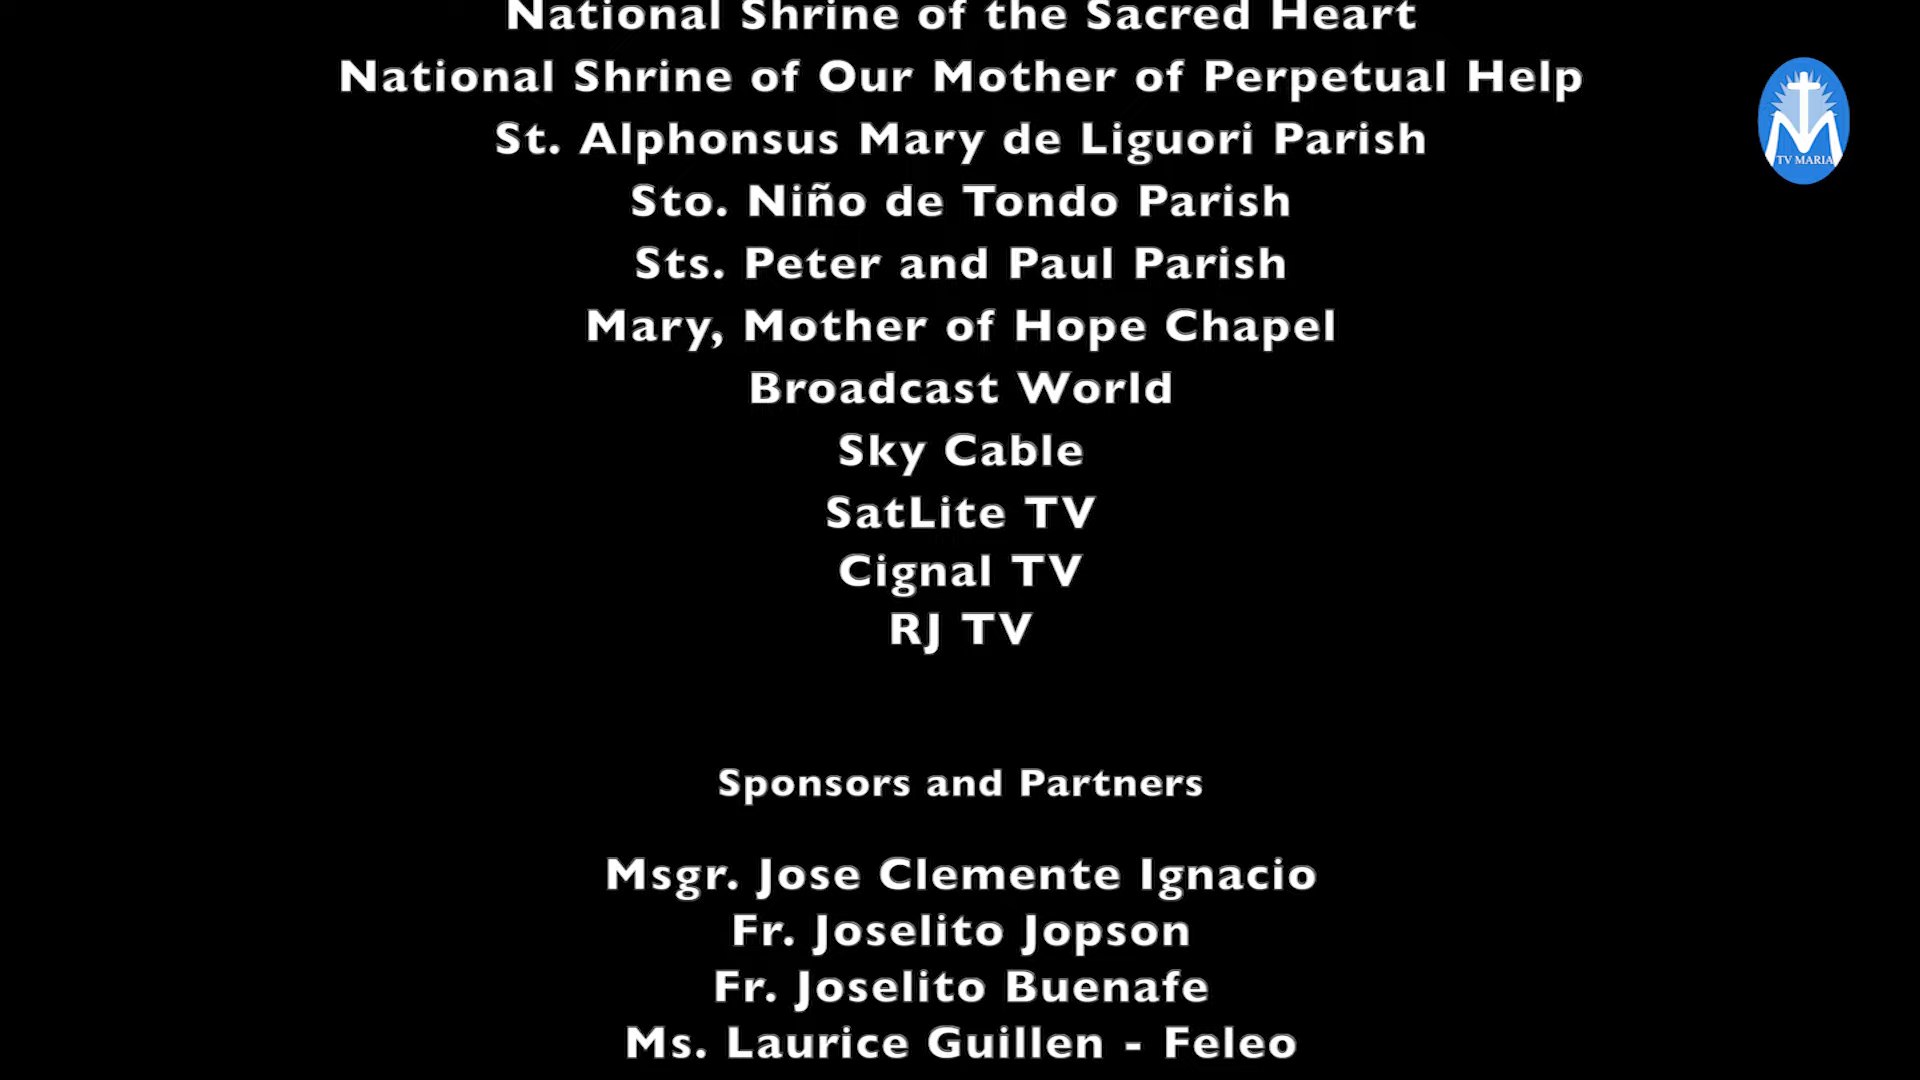 National Shrine of the Sacred Heart
National Shrine of Our Mother of Perpetual Help
St. Alphonsus Mary de Liguori Parish
Sto. Niño de Tondo Parish
Sts. Peter and Paul Parish
Mary, Mother of Hope Chapel
Broadcast World
Sky Cable
SatLite TV
Cignal TV
RJ TV
Sponsors and Partners
Msgr. Jose Clemente Ignacio
Fr. Joselito Jopson
Fr. Joselito Buenafe
Ms. Laurice Guillen - Feleo
TV MARIA